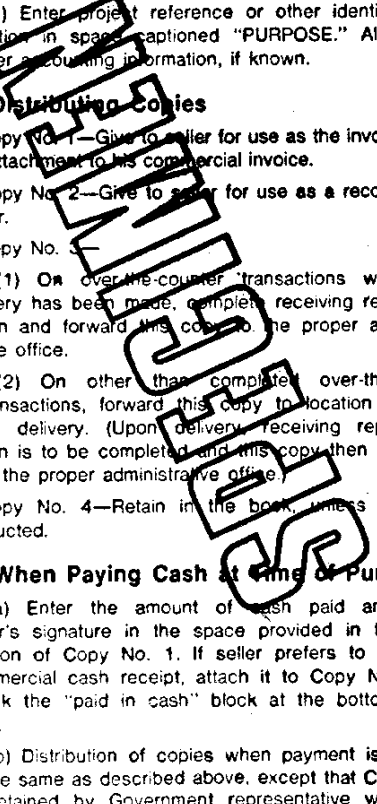 ) Enter project reference or other identi
tion in space captioned "PURPOSE." Al
er accounting information, if known.
Distributing Copies
opy No. 1—Give to seller for use as the invo
attachment to his commercial invoice.
opy No. 2—Give to seller for use as a reco
r.
opy No. 3—
(1) On over-the-counter transactions w
ery has been made, complete receiving re
n and forward this copy to the proper a
e office.
(2) On other than completed over-th
nsactions, forward this copy to location
delivery. (Upon delivery, receiving rep
n is to be completed and this copy then
the proper administrative office.)
opy No. 4—Retain in the book, unless
ucted.
When Paying Cash at Time of Pur
a) Enter the amount of cash paid an
er's signature in the space provided in t
on of Copy No. 1. If seller prefers to
mercial cash receipt, attach it to Copy N
k the "paid in cash" block at the botto
.
o) Distribution of copies when payment is
e same as described above, except that C
etained by Government representative w
SPECIMEN